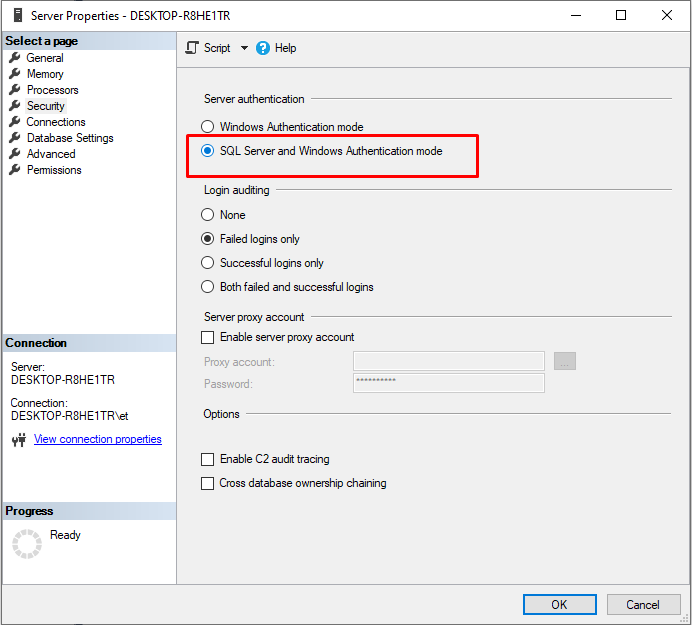 Server Properties - DESKTOP-R8HE1TR
Select a page
General
Memory
Processors
Security
Connections
Database Settings
Advanced
Permissions
Connection
Server:
DESKTOP-R8HE1TR
Connection:
DESKTOP-R8HE1TR\et
View connection properties
Progress
Ready
Script
Help
Server authentication
Windows Authentication mode
SQL Server and Windows Authentication mode
Login auditing
None
Failed logins only
Successful logins only
Both failed and successful logins
Server proxy account
Enable server proxy account
Proxy account:
...
Password:
**********
Options
Enable C2 audit tracing
Cross database ownership chaining
OK
Cancel